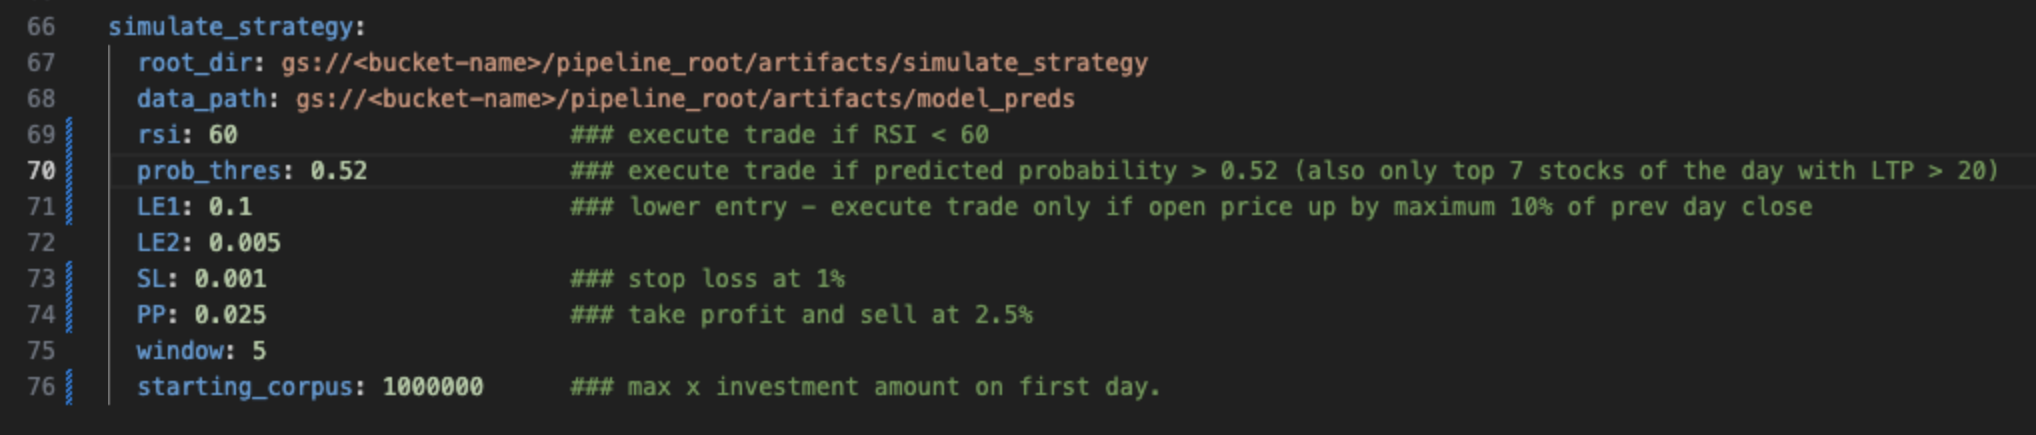 66 simulate_strategy:
67 root_dir: gs://<bucket-name>/pipeline_root/artifacts/simulate_strategy
68 data_path: gs://<bucket-name>/pipeline_root/artifacts/model_preds
69 rsi: 60 ### execute trade if RSI < 60
70 prob_thres: 0.52 ### execute trade if predicted probability > 0.52 (also only top 7 stocks of the day with LTP > 20)
71 LE1: 0.1 ### lower entry – execute trade only if open price up by maximum 10% of prev day close
72 LE2: 0.005
73 SL: 0.001 ### stop loss at 1%
74 PP: 0.025 ### take profit and sell at 2.5%
75 window: 5
76 starting_corpus: 1000000 ### max x investment amount on first day.